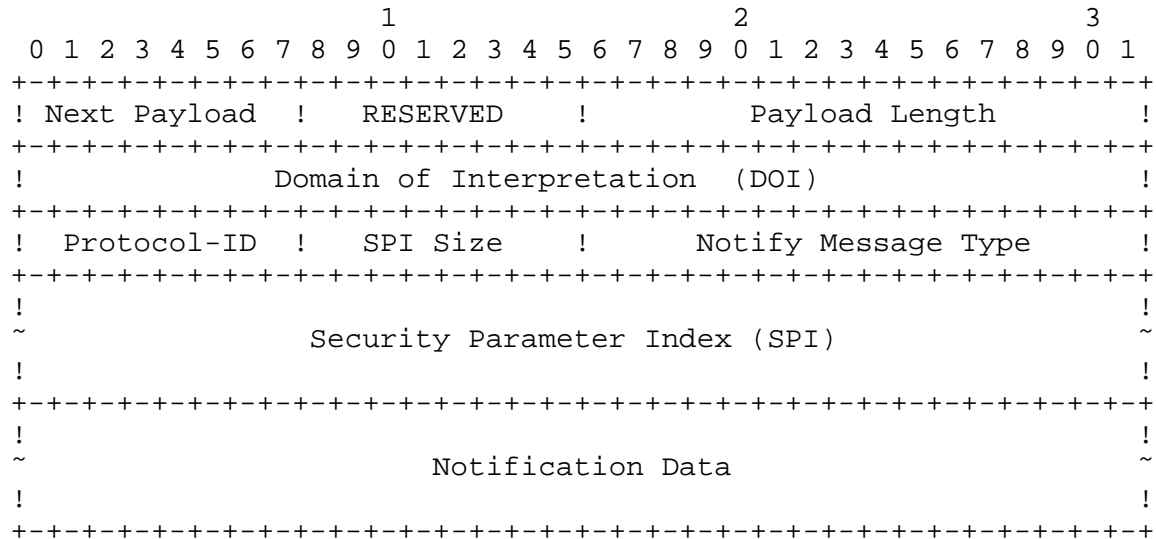 1                   2                   3
 0 1 2 3 4 5 6 7 8 9 0 1 2 3 4 5 6 7 8 9 0 1 2 3 4 5 6 7 8 9 0 1
+-+-+-+-+-+-+-+-+-+-+-+-+-+-+-+-+-+-+-+-+-+-+-+-+-+-+-+-+-+-+-+-+
! Next Payload  !   RESERVED    !         Payload Length        !
+-+-+-+-+-+-+-+-+-+-+-+-+-+-+-+-+-+-+-+-+-+-+-+-+-+-+-+-+-+-+-+-+
!              Domain of Interpretation  (DOI)                  !
+-+-+-+-+-+-+-+-+-+-+-+-+-+-+-+-+-+-+-+-+-+-+-+-+-+-+-+-+-+-+-+-+
!  Protocol-ID  !   SPI Size    !      Notify Message Type      !
+-+-+-+-+-+-+-+-+-+-+-+-+-+-+-+-+-+-+-+-+-+-+-+-+-+-+-+-+-+-+-+-+
!                                                               !
~                Security Parameter Index (SPI)                 ~
!                                                               !
+-+-+-+-+-+-+-+-+-+-+-+-+-+-+-+-+-+-+-+-+-+-+-+-+-+-+-+-+-+-+-+-+
!                                                               !
~                       Notification Data                       ~
!                                                               !
+-+-+-+-+-+-+-+-+-+-+-+-+-+-+-+-+-+-+-+-+-+-+-+-+-+-+-+-+-+-+-+-+